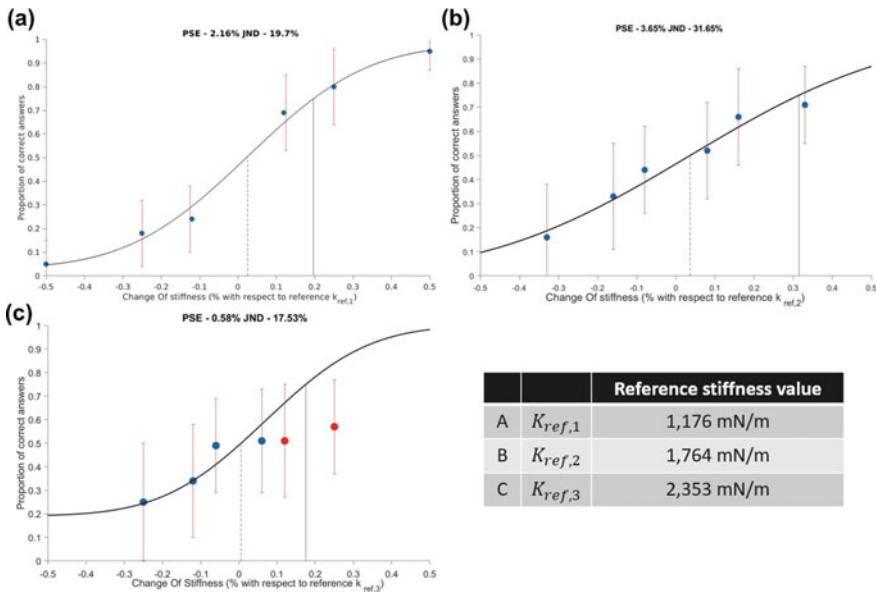 (a)
PSE - 2.16% JND - 19.7%
Proportion of correct answers
1
0.9
0.8
0.7
0.6
0.5
0.4
0.3
0.2
0.1
0
-0.5 -0.4 -0.3 -0.2 -0.1 0 0.1 0.2 0.3 0.4 0.5
Change Of stiffness (% with respect to reference k ref,1)
(b)
PSE - 3.65% JND - 31.65%
Proportion of correct answers
1
0.9
0.8
0.7
0.6
0.5
0.4
0.3
0.2
0.1
0
-0.5 -0.4 -0.3 -0.2 -0.1 0 0.1 0.2 0.3 0.4 0.5
Change Of stiffness (% with respect to reference k ref,2)
(c)
PSE - 0.58% JND - 17.53%
Proportion of correct answers
1
0.9
0.8
0.7
0.6
0.5
0.4
0.3
0.2
0.1
0
-0.5 -0.4 -0.3 -0.2 -0.1 0 0.1 0.2 0.3 0.4 0.5
Change Of Stiffness (% with respect to reference k ref,3)
Reference stiffness value
A K ref,1 1,176 mN/m
B K ref,2 1,764 mN/m
C K ref,3 2,353 mN/m